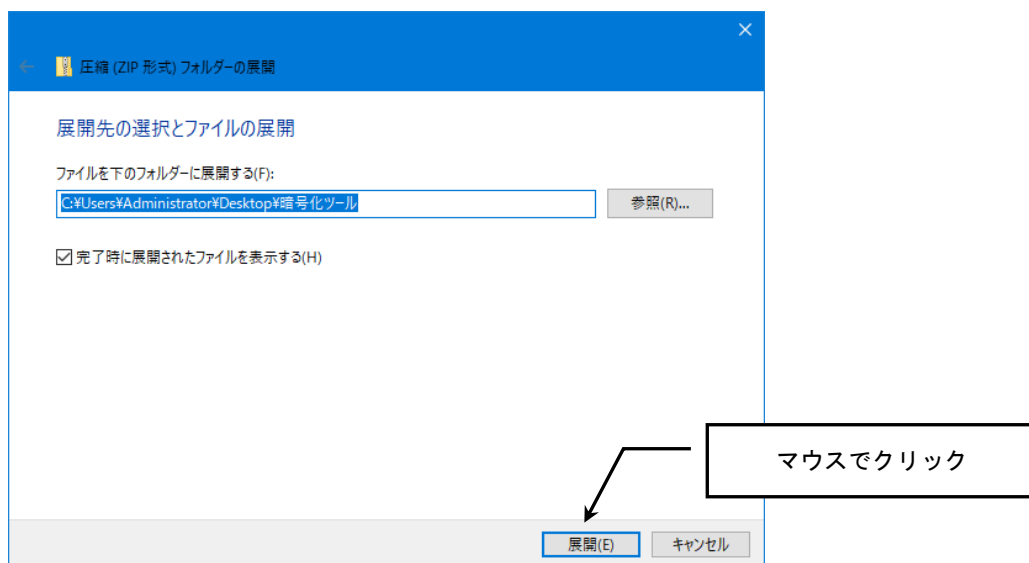 圧縮 (ZIP 形式) フォルダーの展開
展開先の選択とファイルの展開
ファイルを下のフォルダーに展開する(F):
C:¥Users¥Administrator¥Desktop¥暗号化ツール
参照(R)...
完了時に展開されたファイルを表示する(H)
マウスでクリック
展開(E)
キャンセル